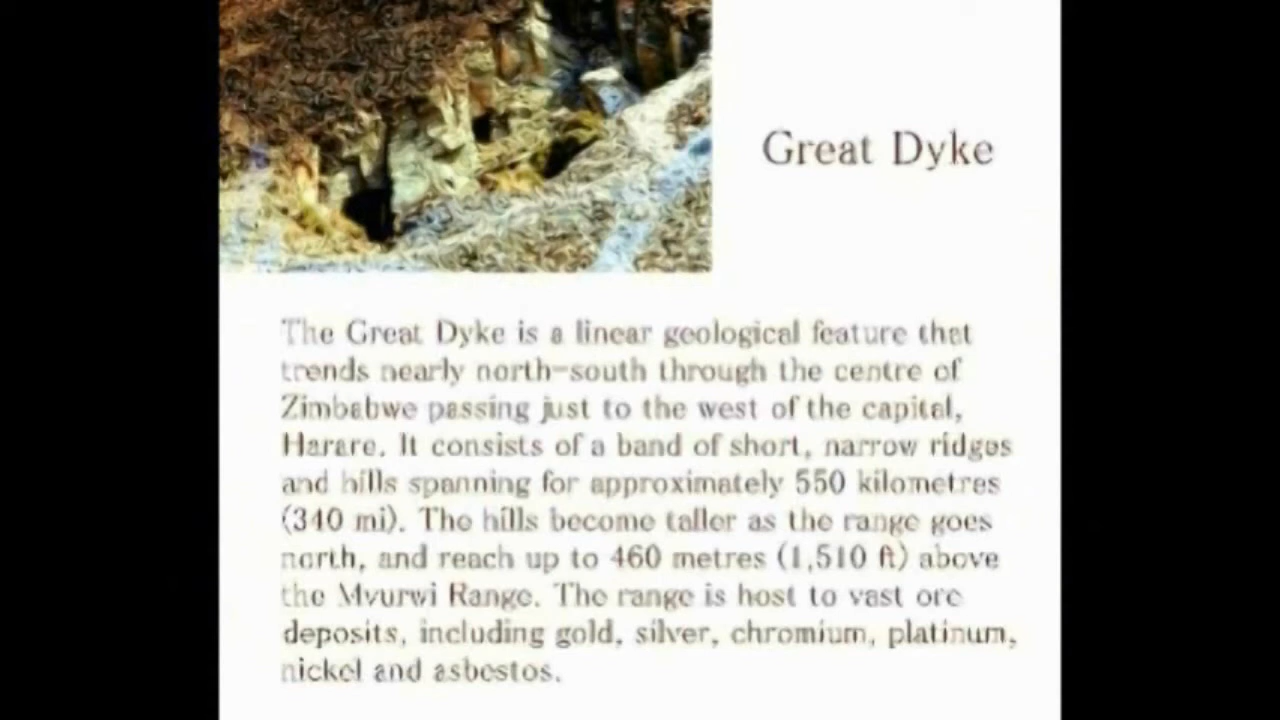 Great Dyke
The Great Dyke is a linear geological feature that
trends nearly north-south through the centre of
Zimbabwe passing just to the west of the capital,
Harare. It consists of a band of short, narrow ridges
and hills spanning for approximately 550 kilometres
(340 mi). The hills become taller as the range goes
north, and reach up to 460 metres (1,510 ft) above
the Mvurwi Range. The range is host to vast ore
deposits, including gold, silver, chromium, platinum,
nickel and asbestos.